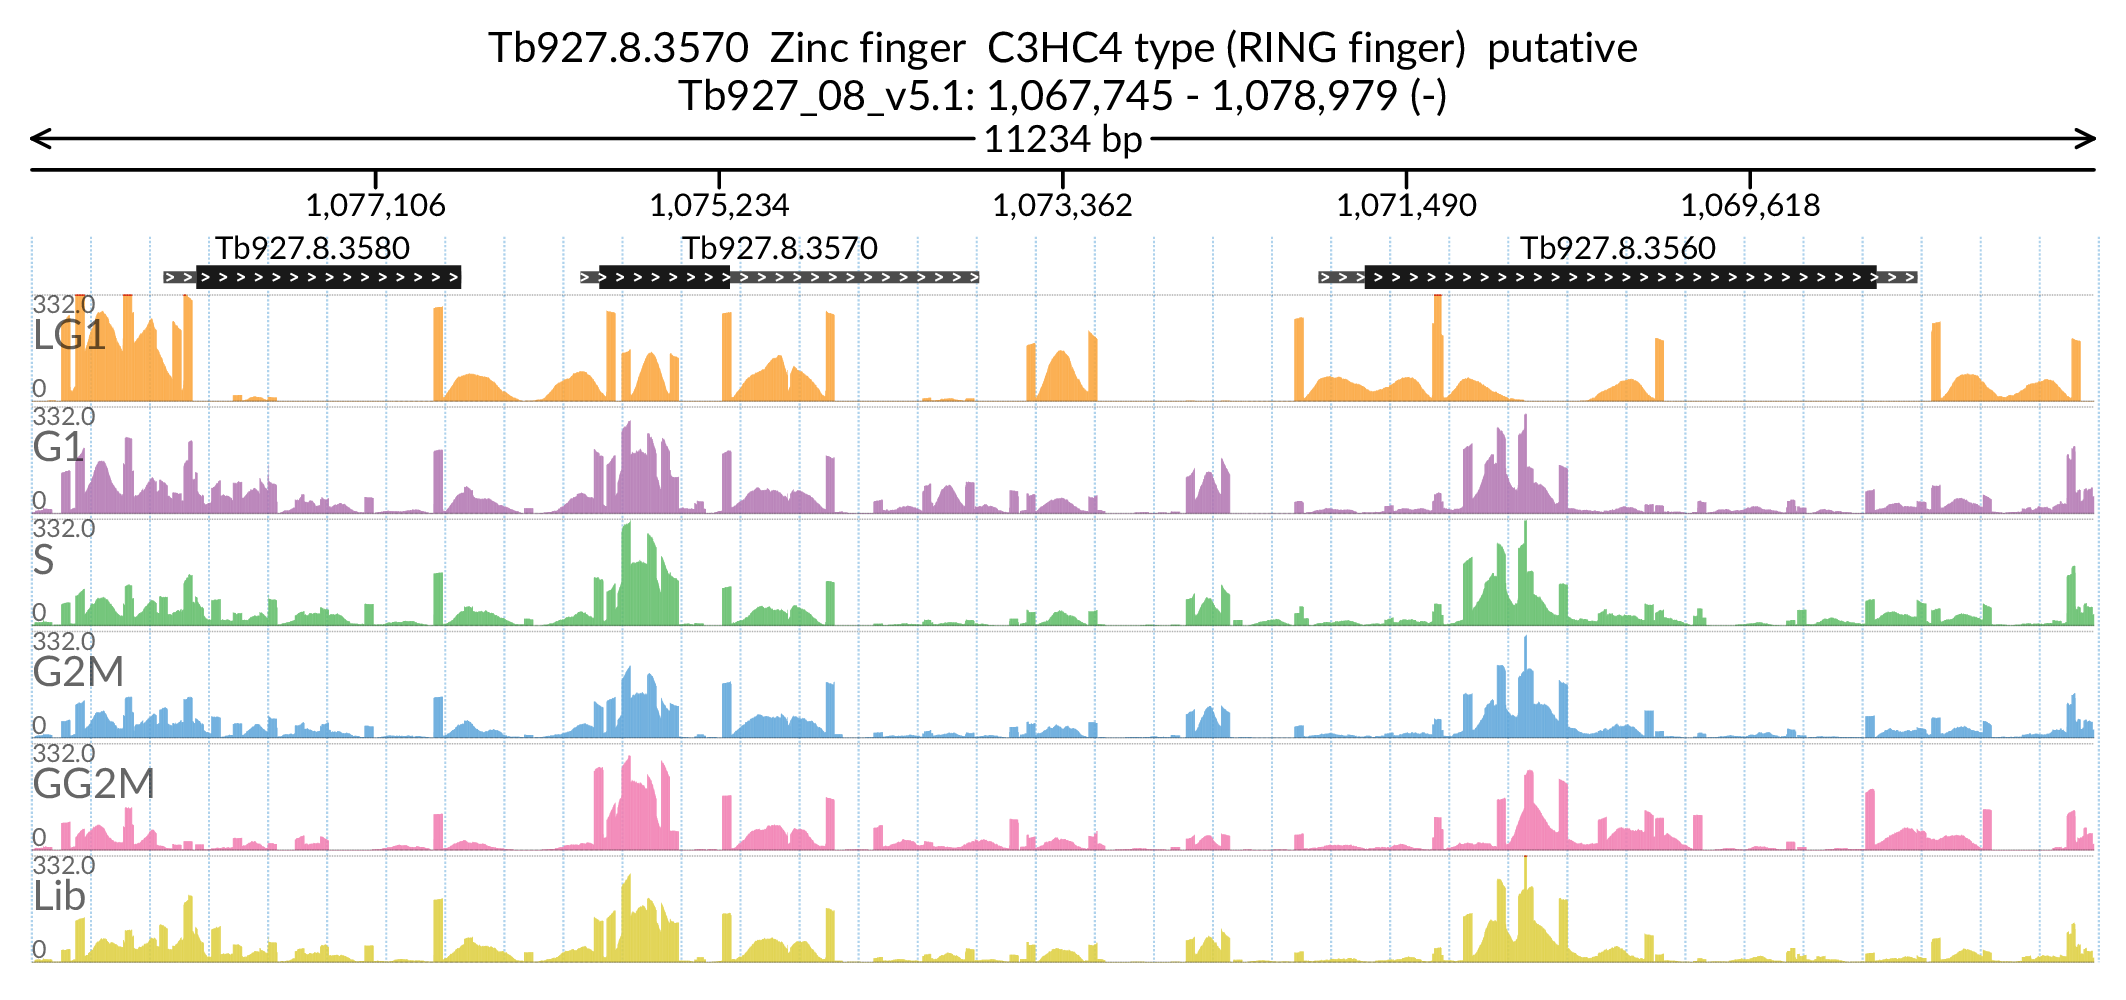 Tb927.8.3570 Zinc finger C3HC4 type (RING finger) putative
Tb927_08_v5.1: 1,067,745 - 1,078,979 (-)
11234 bp
1,077,106 1,075,234 1,073,362 1,071,490 1,069,618
Tb927.8.3580 Tb927.8.3570 Tb927.8.3560
332.0
LG1
0
332.0
G1
0
332.0
S
0
332.0
G2M
0
332.0
GG2M
0
332.0
Lib
0